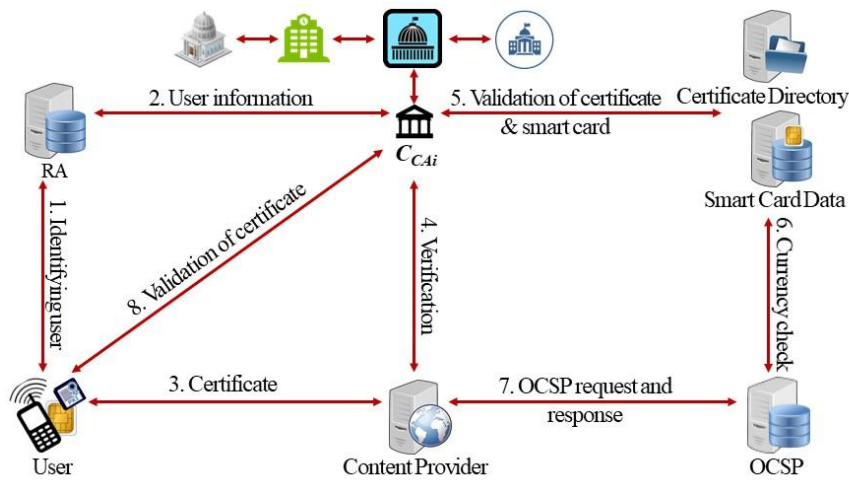 2. User information
5. Validation of certificate
& smart card
Certificate Directory
RA
C_{CAi}
Smart Card Data
1. Identifying user
8. Validation of certificate
4. Verification
6. Currency check
3. Certificate
7. OCSP request and
response
User
Content Provider
OCSP